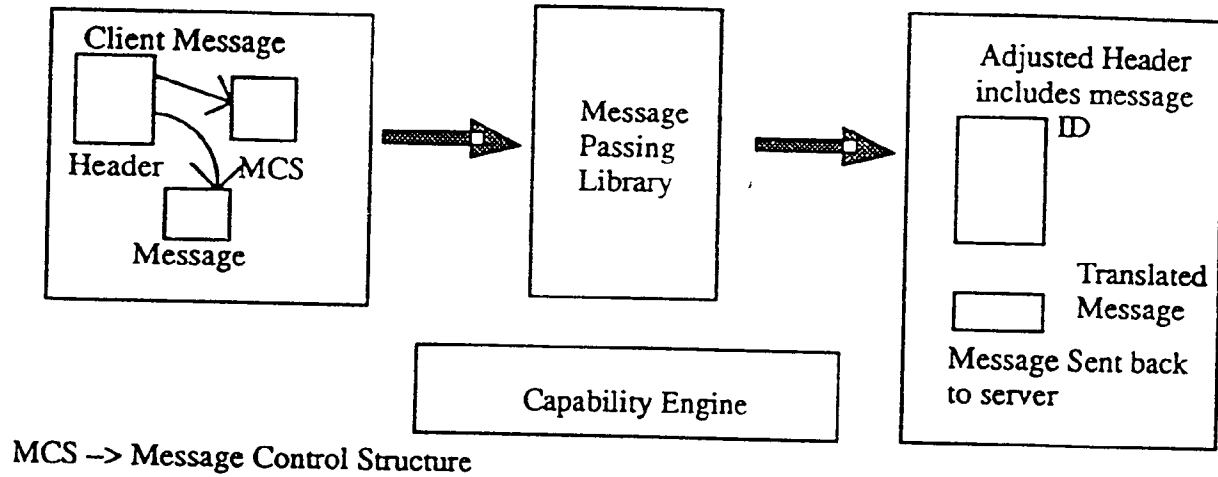 Client Message
Header
MCS
Message
Message
Passing
Library
Adjusted Header
includes message
ID
Translated
Message
Message Sent back
to server
Capability Engine
MCS –> Message Control Structure